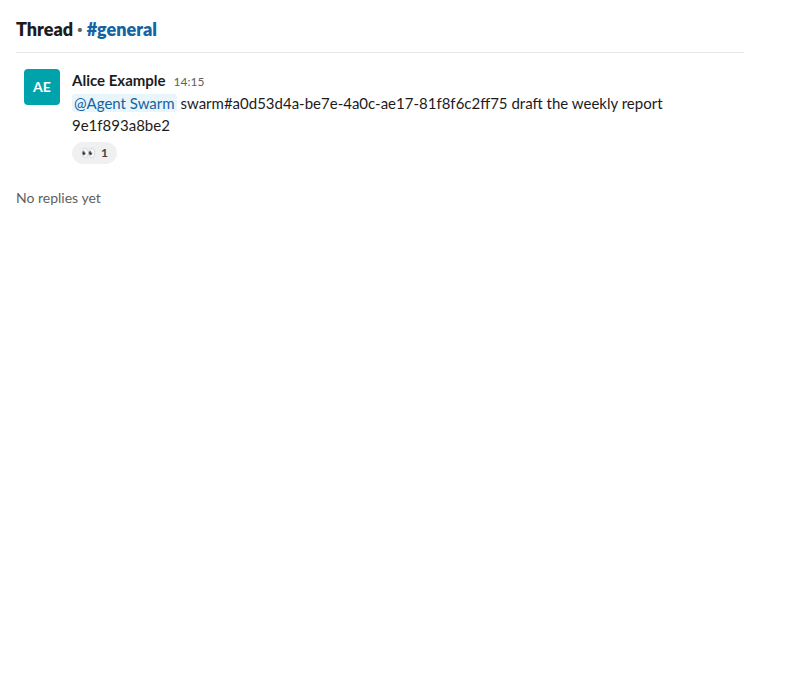 Thread • #general
AE
Alice Example 14:15
@Agent Swarm swarm#a0d53d4a-be7e-4a0c-ae17-81f8f6c2ff75 draft the weekly report
9e1f893a8be2
👀 1
No replies yet